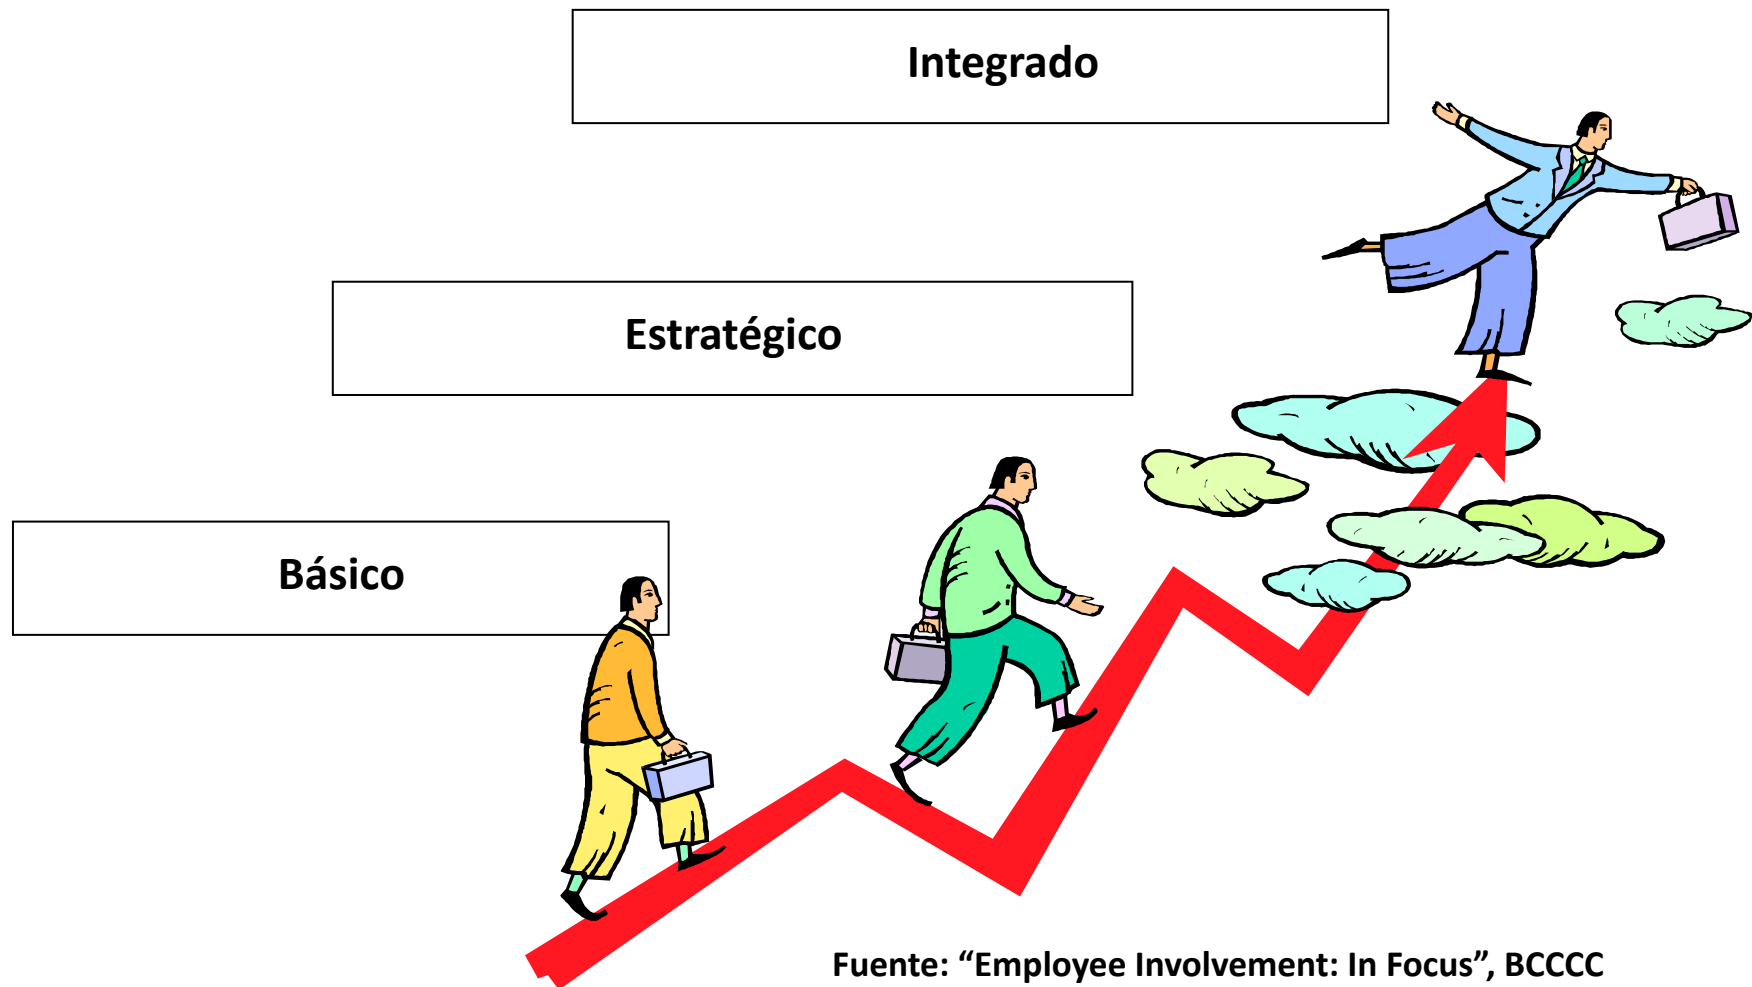 Integrado
Estratégico
Básico
Fuente: “Employee Involvement: In Focus”, BCCCC